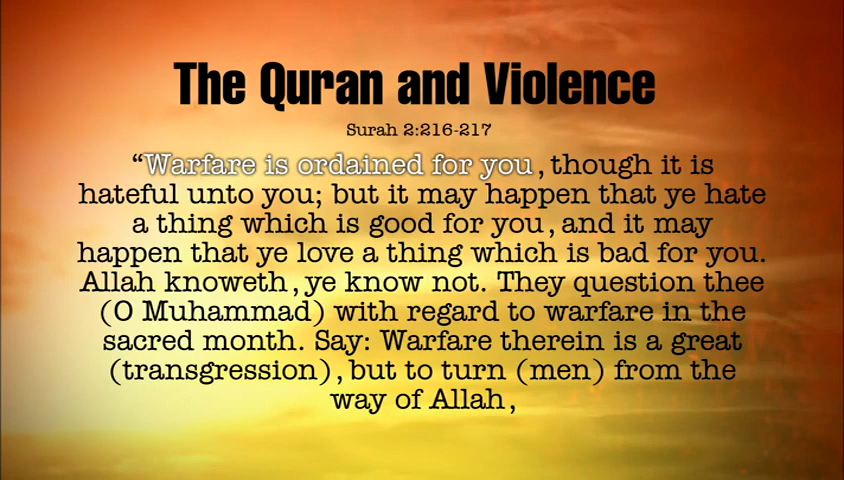 The Quran and Violence
Surah 2:216-217
“Warfare is ordained for you, though it is
hateful unto you; but it may happen that ye hate
a thing which is good for you, and it may
happen that ye love a thing which is bad for you.
Allah knoweth, ye know not. They question thee
(O Muhammad) with regard to warfare in the
sacred month. Say: Warfare therein is a great
(transgression), but to turn (men) from the
way of Allah,